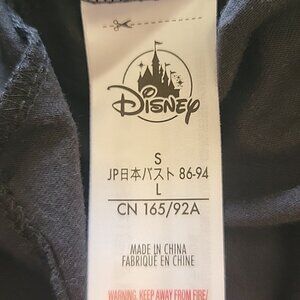 Disney
S
JP日本バスト 86-94
L
CN 165/92A
MADE IN CHINA
FABRIQUÉ EN CHINE
WARNING. KEEP AWAY FROM FIRE/